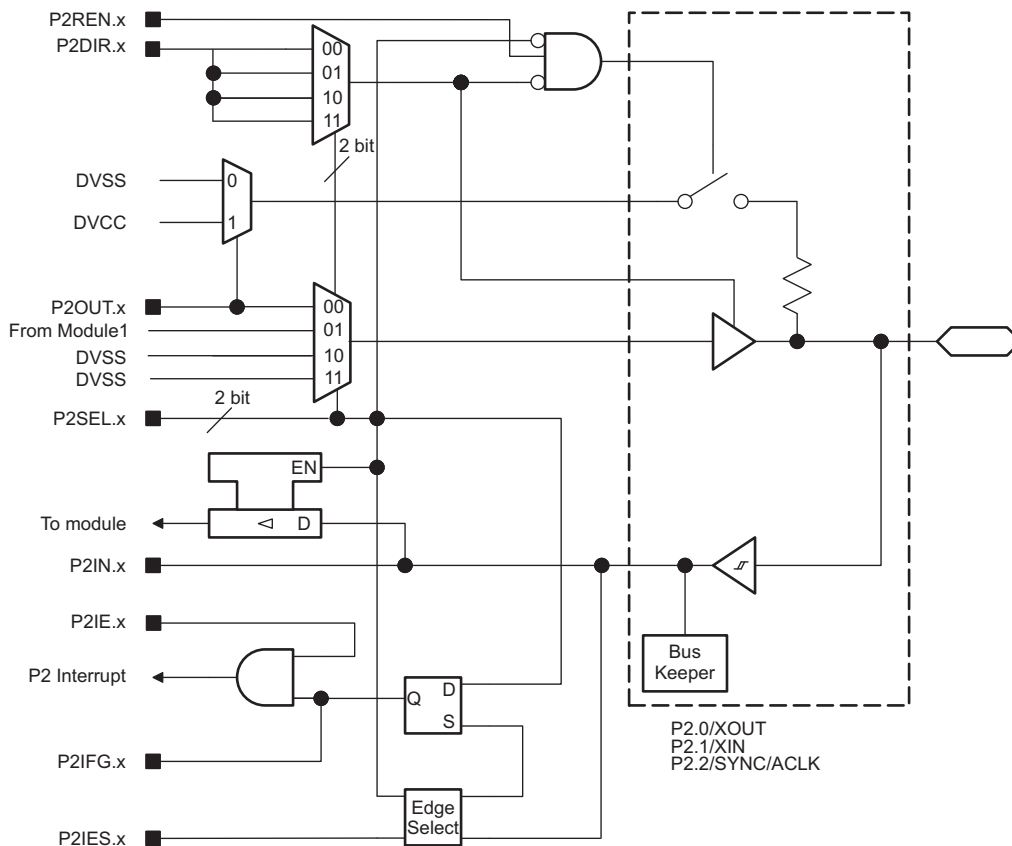 P2REN.x
P2DIR.x
00
01
10
11
2 bit
DVSS
0
DVCC
1
P2OUT.x
00
From Module1
01
DVSS
10
DVSS
11
2 bit
P2SEL.x
EN
To module
D
P2IN.x
P2IE.x
Bus
Keeper
P2 Interrupt
Q
D
S
P2.0/XOUT
P2.1/XIN
P2.2/SYNC/ACLK
P2IFG.x
Edge
Select
P2IES.x